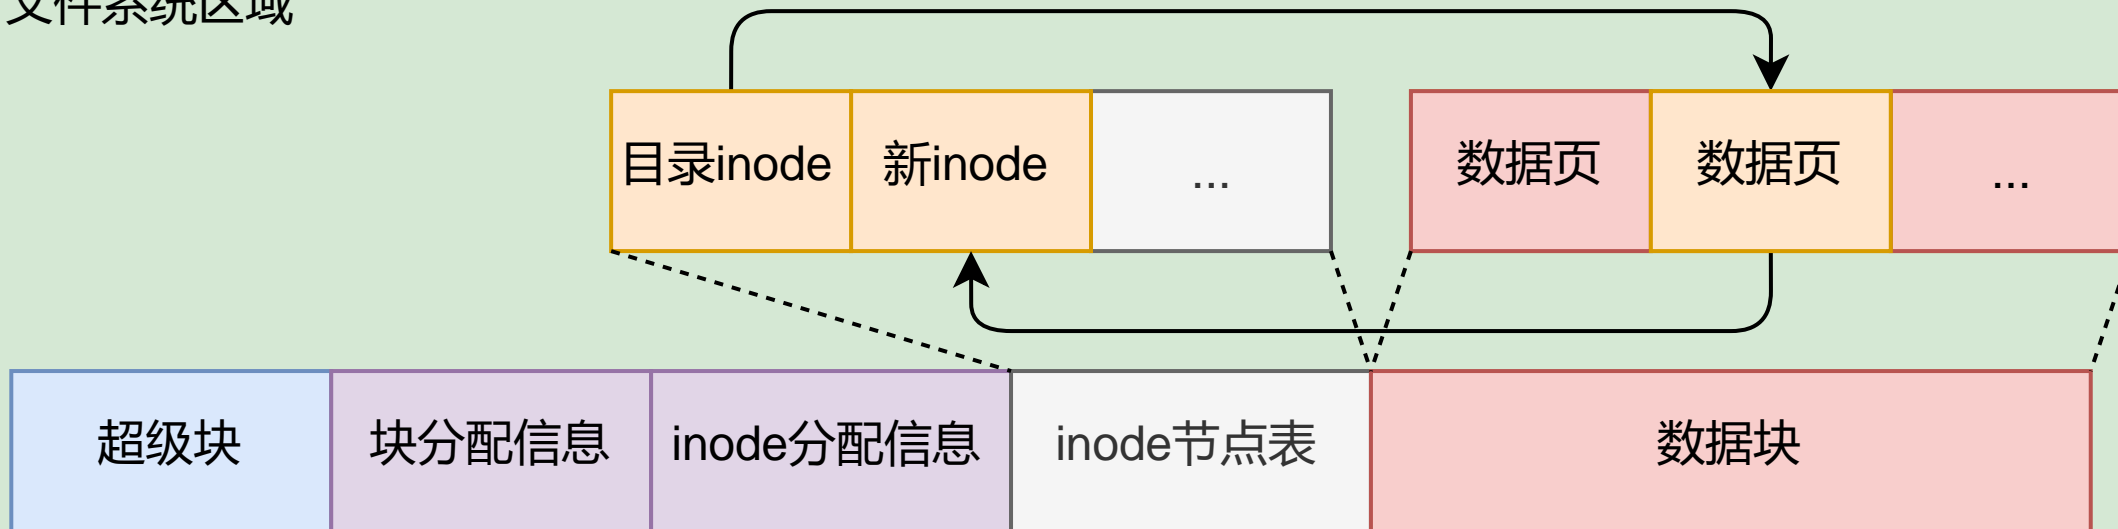 文件系统区域
目录inode
新inode
...
数据页
数据页
...
超级块
块分配信息
inode分配信息
inode节点表
数据块